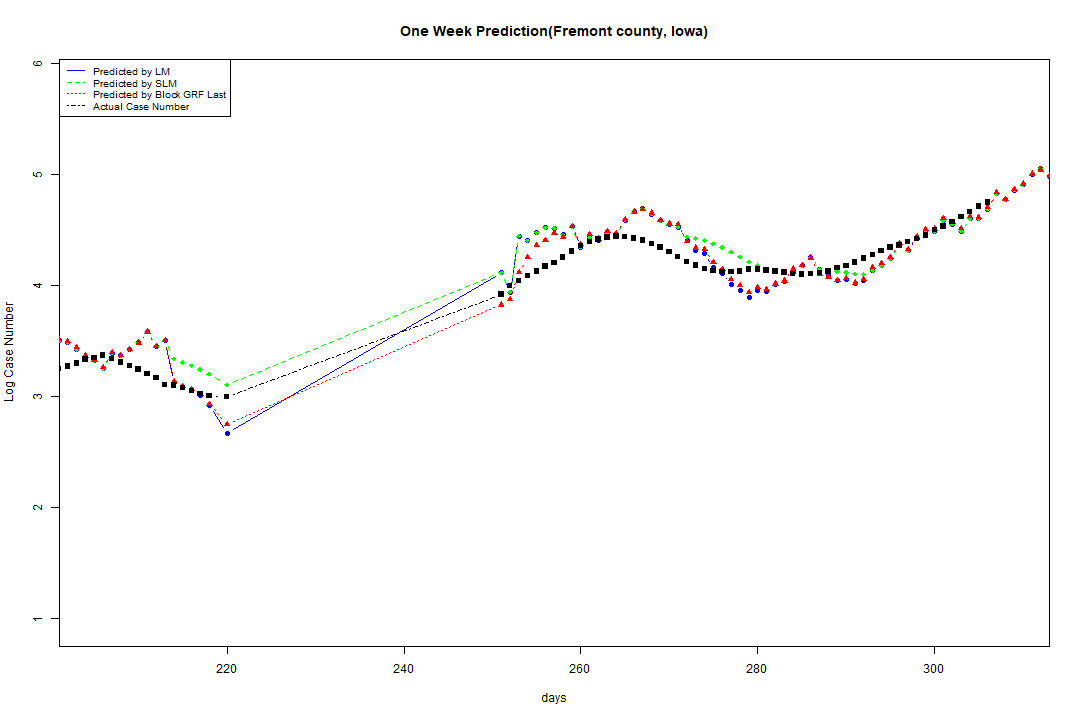 One Week Prediction(Fremont county, Iowa)
Predicted by LM
Predicted by SLM
Predicted by Block GRF Last
Actual Case Number
6
5
4
3
2
1
Log Case Number
220 240 260 280 300
days